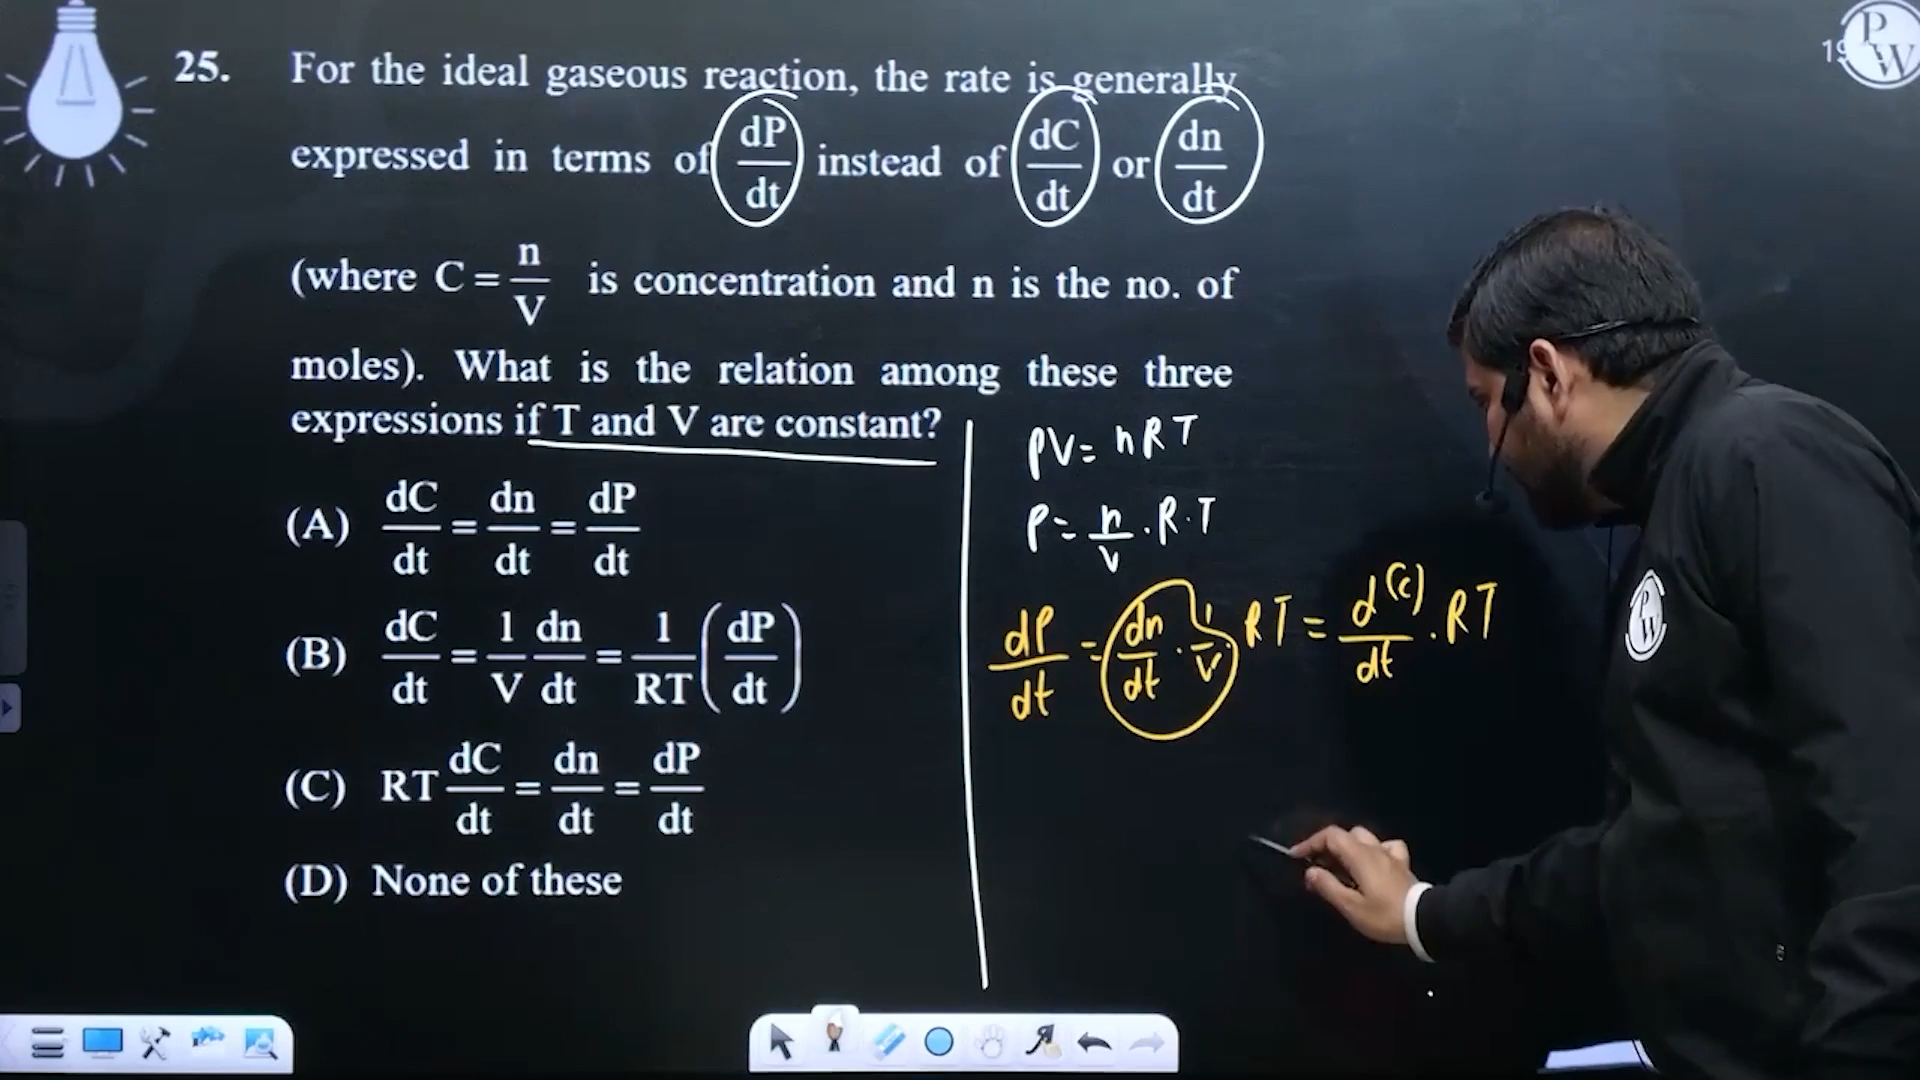 25. For the ideal gaseous reaction, the rate is generally
expressed in terms of dP/dt instead of dC/dt or dn/dt
(where C = n/V is concentration and n is the no. of
moles). What is the relation among these three
expressions if T and V are constant?
(A) dC/dt = dn/dt = dP/dt
(B) dC/dt = 1/V dn/dt = 1/RT (dP/dt)
(C) RT dC/dt = dn/dt = dP/dt
(D) None of these
PV = nRT
P = n/V . R . T
dP/dt = dn/dt . 1/V . RT = d(C)/dt . RT
PW
PW